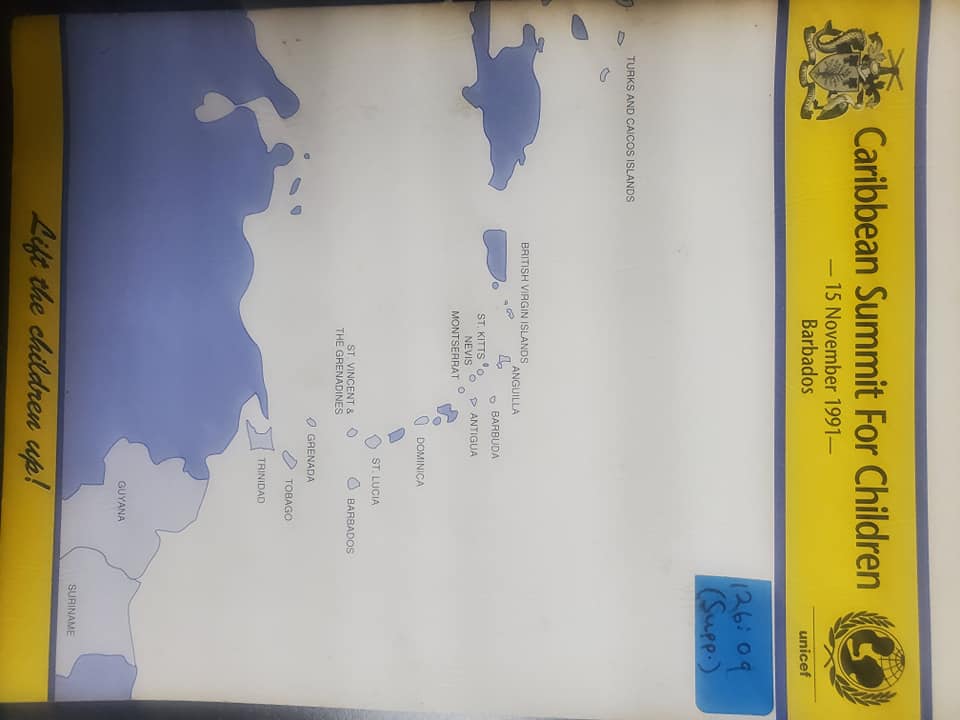 Caribbean Summit For Children
— 15 November 1991—
Barbados
unicef
126:09
(Supp.)
TURKS AND CAICOS ISLANDS
BRITISH VIRGIN ISLANDS
ANGUILLA
BARBUDA
ST. KITTS
NEVIS
ANTIGUA
MONTSERRAT
DOMINICA
ST. LUCIA
ST. VINCENT &
THE GRENADINES
BARBADOS
GRENADA
TOBAGO
TRINIDAD
GUYANA
SURINAME
Lift the children up!